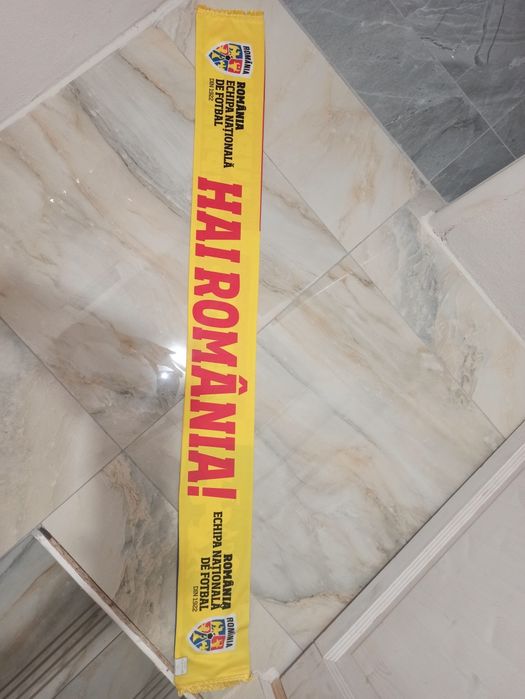 ROMÂNIA
ROMÂNIA
ECHIPA NAȚIONALĂ
DE FOTBAL
DIN 1922
HAI ROMÂNIA!
ROMÂNIA
ECHIPA NAȚIONALĂ
DE FOTBAL
DIN 1922
ROMÂNIA